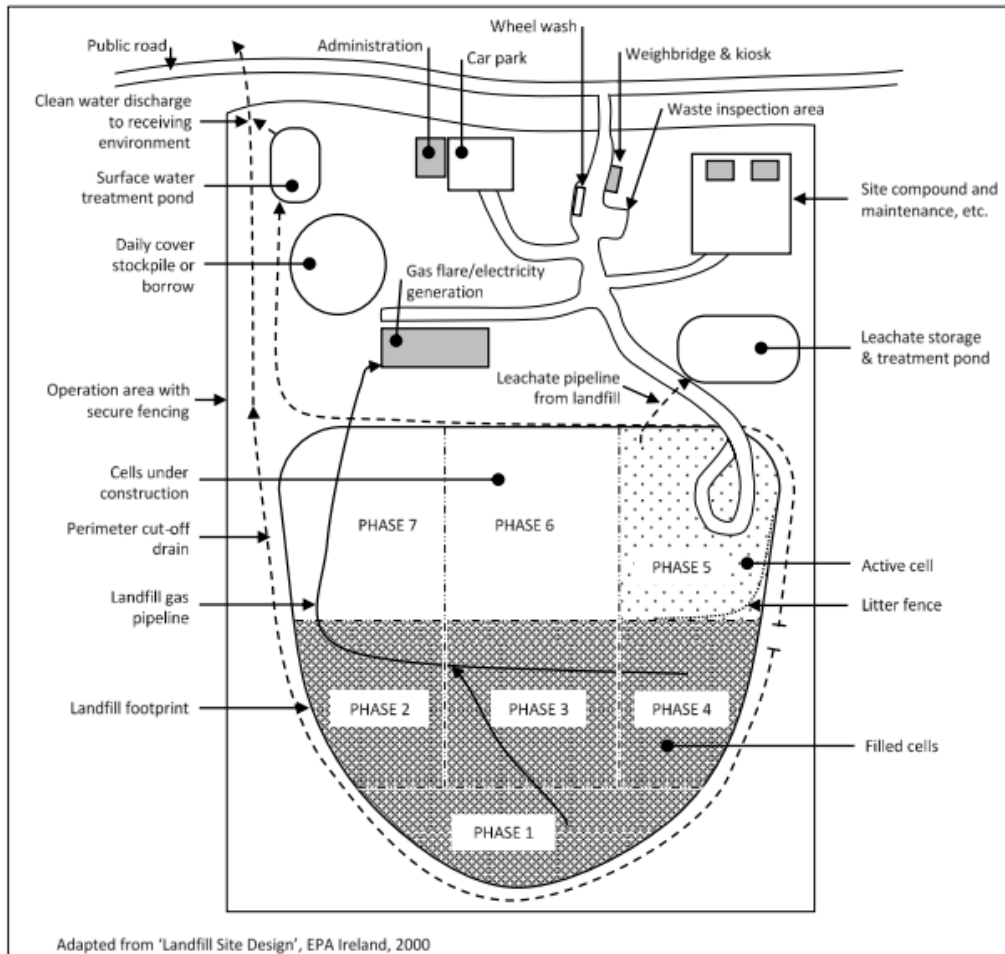 Wheel wash
Public road
Administration
Car park
Weighbridge & kiosk
Clean water discharge
to receiving
environment
Waste inspection area
Surface water
treatment pond
Site compound and
maintenance, etc.
Daily cover
stockpile or
borrow
Gas flare/electricity
generation
Leachate storage
& treatment pond
Leachate pipeline
from landfill
Operation area with
secure fencing
Cells under
construction
PHASE 7
PHASE 6
Perimeter cut-off
drain
PHASE 5
Active cell
Landfill gas
pipeline
Litter fence
Landfill footprint
PHASE 2
PHASE 3
PHASE 4
Filled cells
PHASE 1
Adapted from ‘Landfill Site Design’, EPA Ireland, 2000